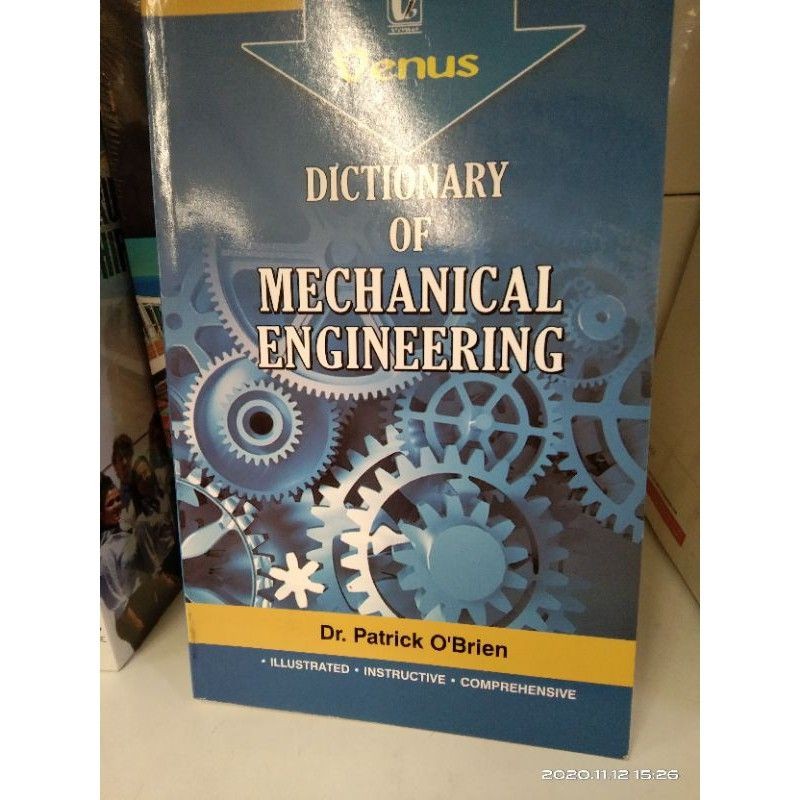 Venus
DICTIONARY
OF
MECHANICAL
ENGINEERING
Dr. Patrick O'Brien
• ILLUSTRATED • INSTRUCTIVE • COMPREHENSIVE
2020.11.12 15:26